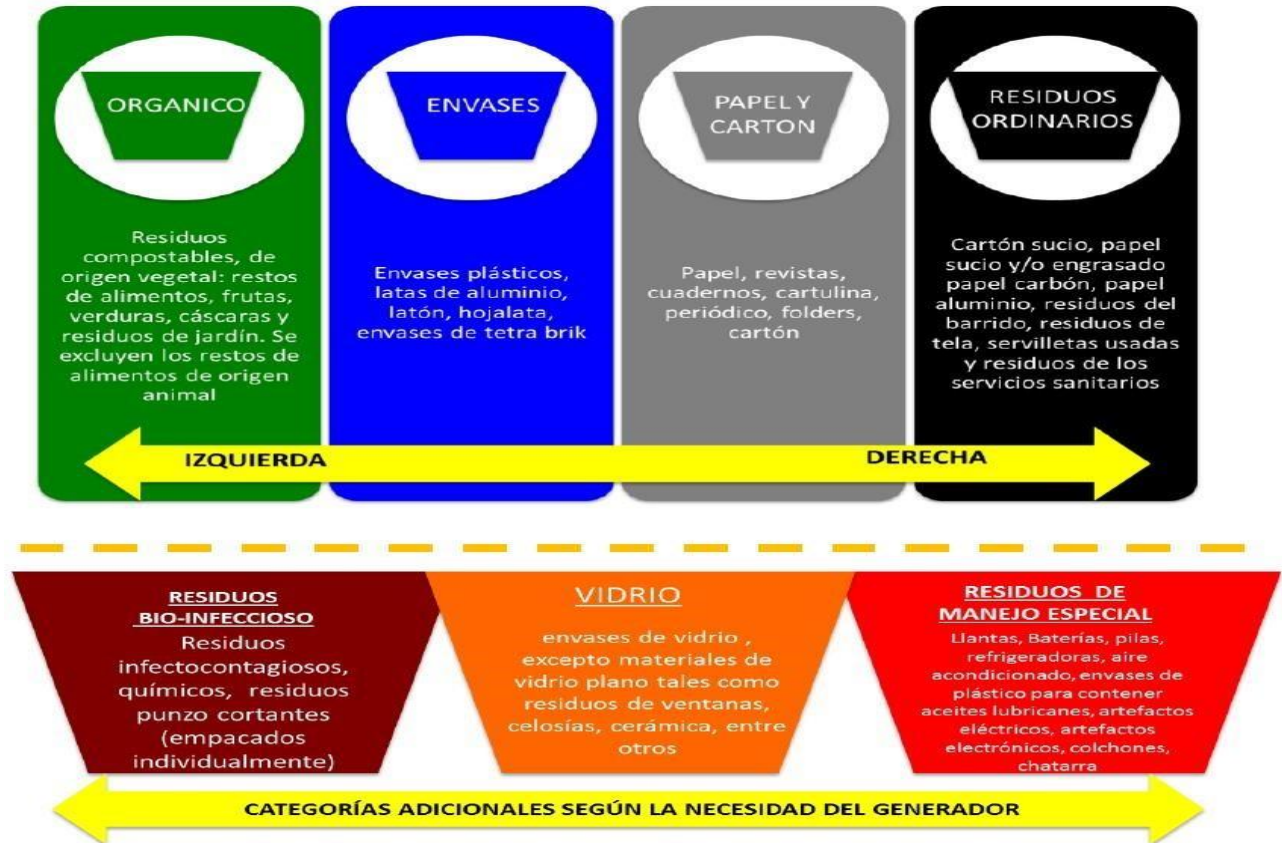 ORGANICO
Residuos
compostables, de
origen vegetal: restos
de alimentos, frutas,
verduras, cáscaras y
residuos de jardín. Se
excluyen los restos de
alimentos de origen
animal
ENVASES
Envases plásticos,
latas de aluminio,
latón, hojalata,
envases de tetra brik
PAPEL Y
CARTON
Papel, revistas,
cuadernos, cartulina,
periódico, folders,
cartón
RESIDUOS
ORDINARIOS
Cartón sucio, papel
sucio y/o engrasado
papel carbón, papel
aluminio, residuos del
barrido, residuos de
tela, servilletas usadas
y residuos de los
servicios sanitarios
IZQUIERDA
DERECHA
RESIDUOS
BIO-INFECCIOSO
Residuos
infectocontagiosos,
químicos, residuos
punzo cortantes
(empacados
individualmente)
VIDRIO
envases de vidrio ,
excepto materiales de
vidrio plano tales como
residuos de ventanas,
celosías, cerámica, entre
otros
RESIDUOS DE
MANEJO ESPECIAL
Llantas, Baterías, pilas,
refrigeradoras, aire
acondicionado, envases de
plástico para contener
aceites lubricanes, artefactos
eléctricos, artefactos
electrónicos, colchones,
chatarra
CATEGORÍAS ADICIONALES SEGÚN LA NECESIDAD DEL GENERADOR